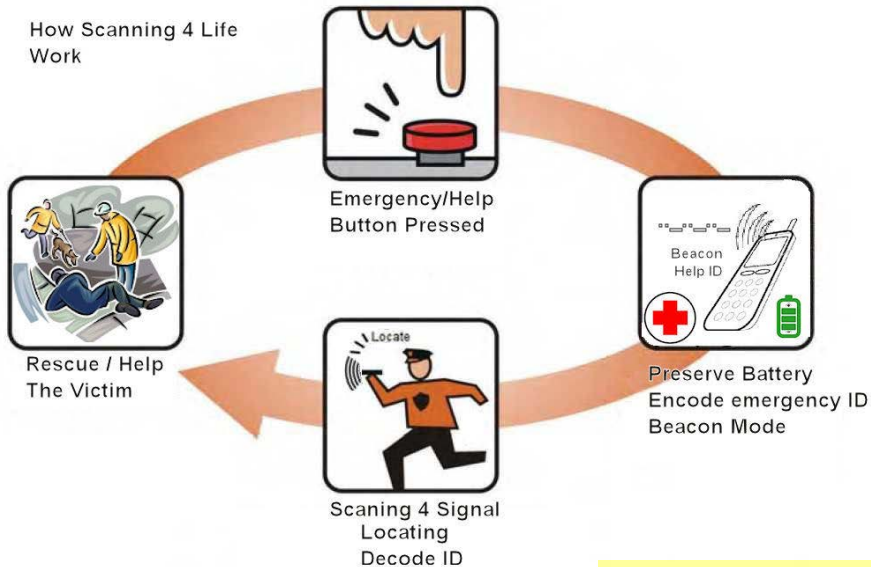 How Scanning 4 Life
Work
Emergency/Help
Button Pressed
Beacon
Help ID
Preserve Battery
Encode emergency ID
Beacon Mode
Locate
Scaning 4 Signal
Locating
Decode ID
Rescue / Help
The Victim